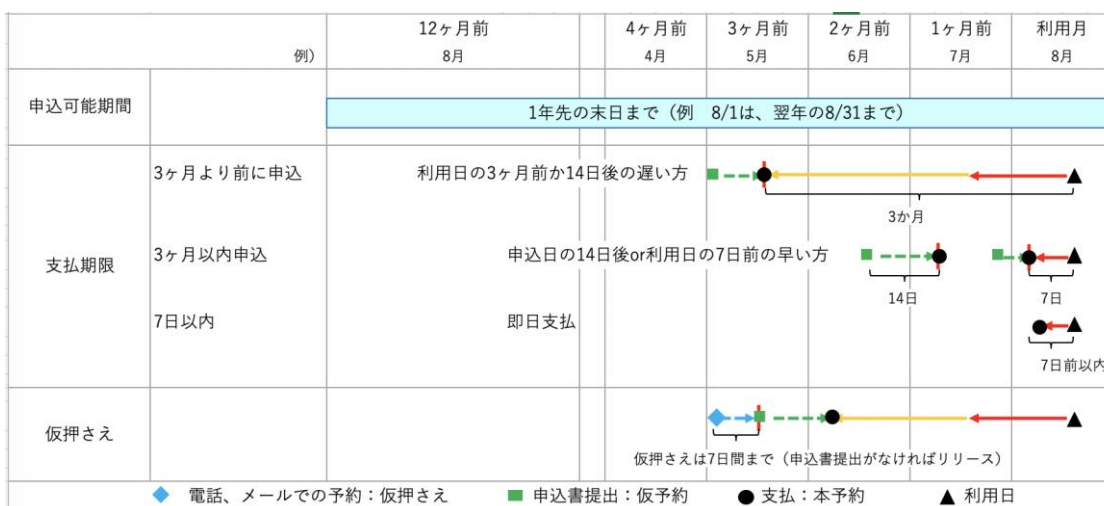 12ヶ月前 4ヶ月前 3ヶ月前 2ヶ月前 1ヶ月前 利用月
例） 8月 4月 5月 6月 7月 8月
申込可能期間
1年先の末日まで（例　8/1は、翌年の8/31まで）
3ヶ月より前に申込 利用日の3ヶ月前か14日後の遅い方
3か月
支払期限
3ヶ月以内申込 申込日の14日後or利用日の7日前の早い方
14日 7日
7日以内 即日支払
7日前以内
仮押さえ
仮押さえは7日間まで（申込書提出がなければリリース）
電話、メールでの予約：仮押さえ 申込書提出：仮予約 支払：本予約 利用日